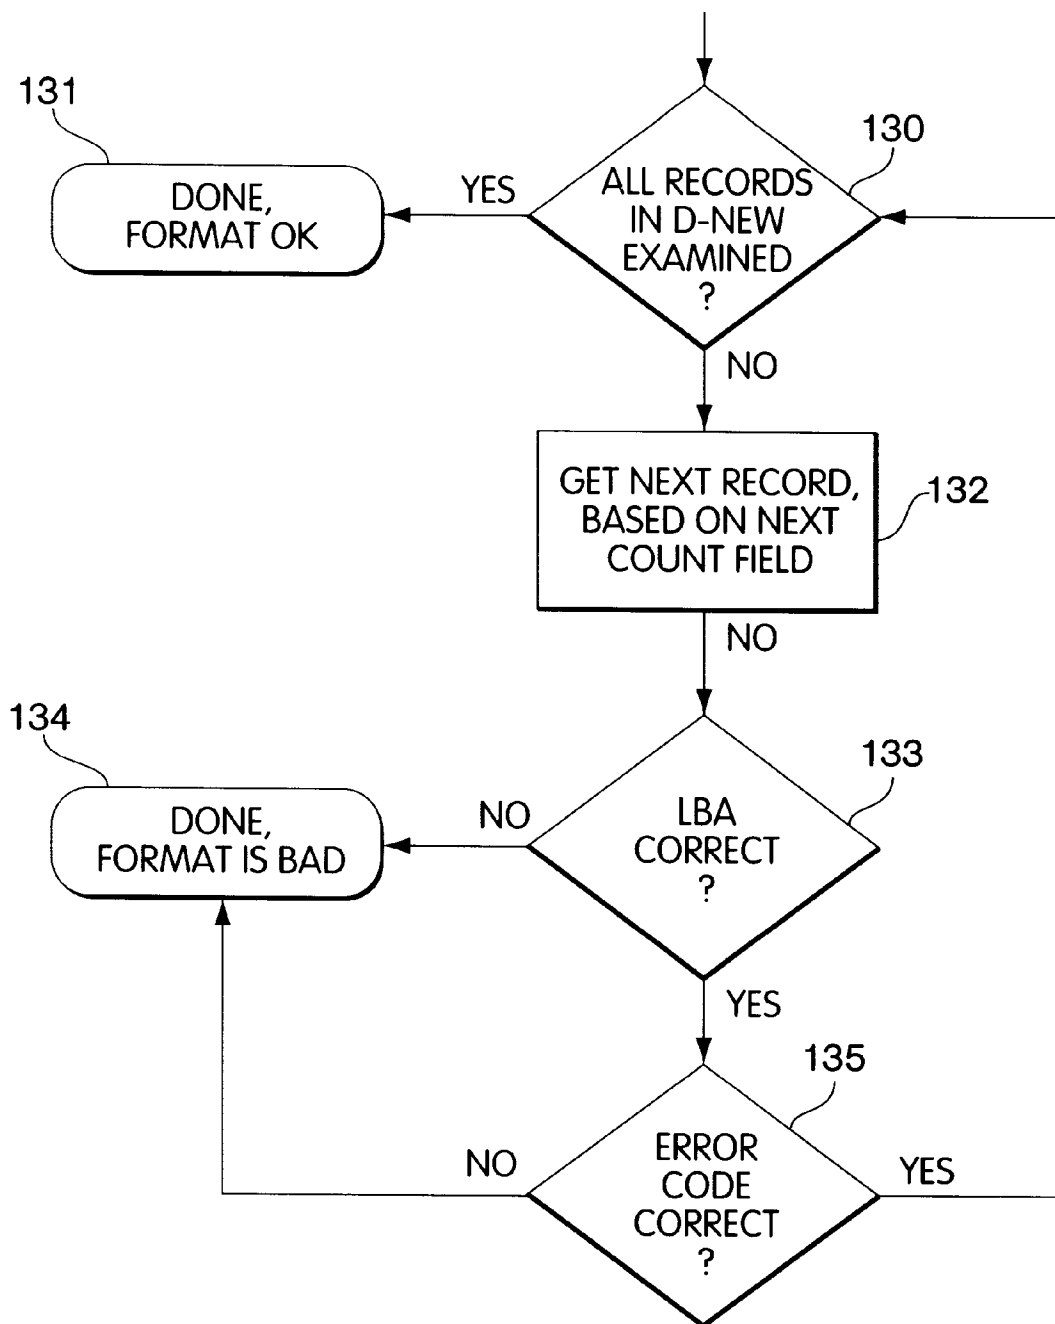 131
130
DONE,
FORMAT OK
YES
ALL RECORDS
IN D-NEW
EXAMINED
?
NO
GET NEXT RECORD,
BASED ON NEXT
COUNT FIELD
132
NO
134
133
DONE,
FORMAT IS BAD
NO
LBA
CORRECT
?
YES
135
NO
ERROR
CODE
CORRECT
?
YES